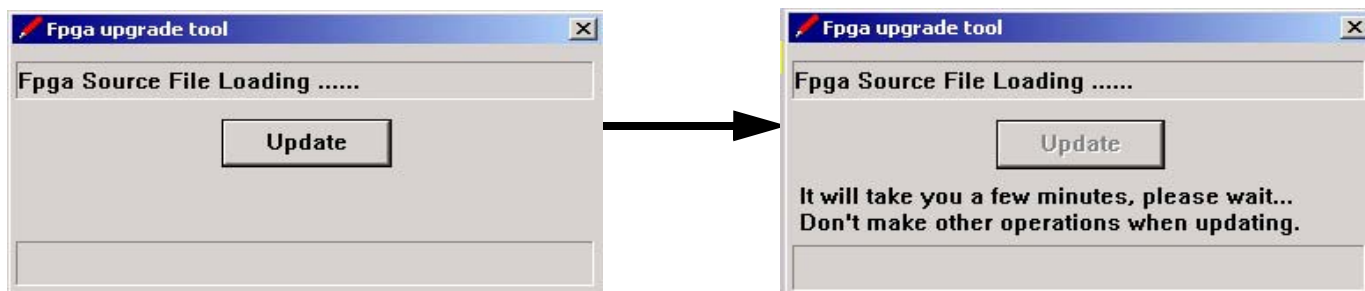 Fpga upgrade tool
Fpga Source File Loading ......
Update
Fpga upgrade tool
Fpga Source File Loading ......
Update
It will take you a few minutes, please wait...
Don't make other operations when updating.